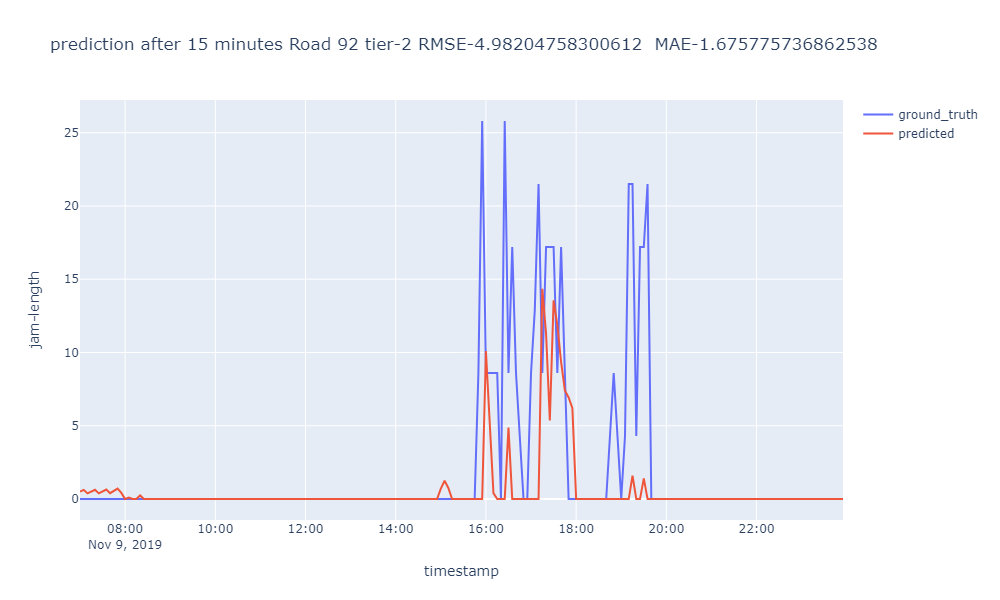 prediction after 15 minutes Road 92 tier-2 RMSE-4.98204758300612  MAE-1.675775736862538
ground_truth
predicted
25
20
15
10
5
0
jam-length
08:00 10:00 12:00 14:00 16:00 18:00 20:00 22:00
Nov 9, 2019
timestamp